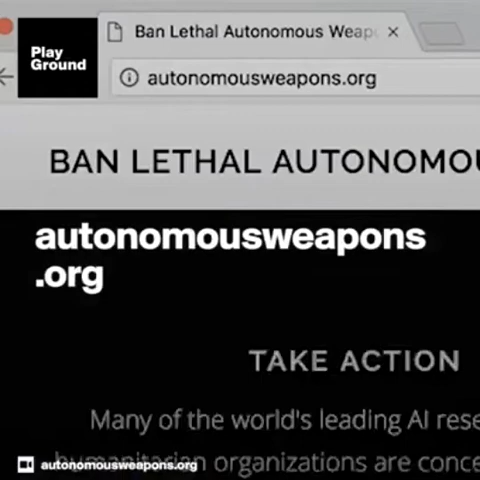 Play
Ground
Ban Lethal Autonomous Weap
autonomousweapons.org
BAN LETHAL AUTONOMOU
autonomousweapons
.org
TAKE ACTION
Many of the world's leading AI rese
humanitarian organizations are conce
autonomousweapons.org